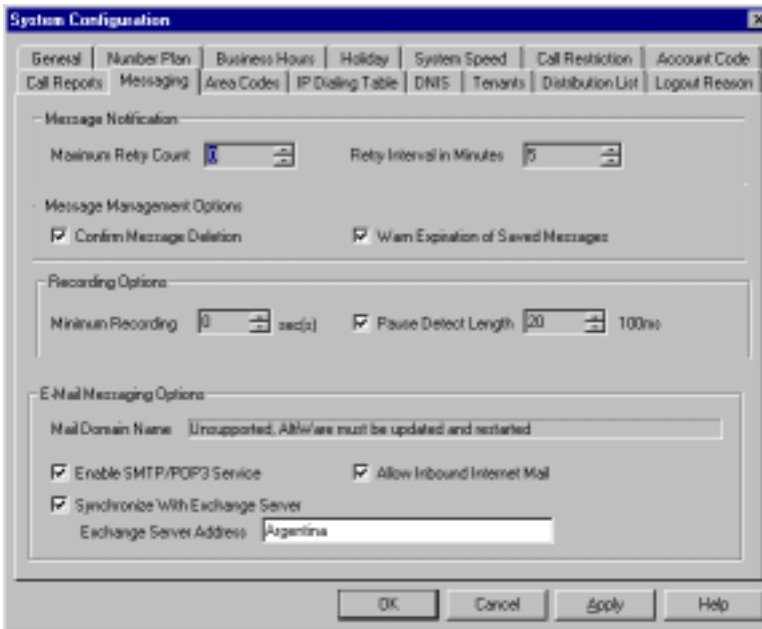 System Configuration
General Number Plan Business Hours Holiday System Speed Call Restriction Account Code
Call Reports Messaging Area Codes IP Dialing Table DNIS Tenants Distribution List Logout Reason
Message Notification
Maximum Retry Count 0 Retry Interval in Minutes 5
Message Management Options
Confirm Message Deletion Warn Expiration of Saved Messages
Recording Options
Minimum Recording 0 sec(s) Pause Detect Length 20 100ms
E-Mail Messaging Options
Mail Domain Name Unsupported, AltiWare must be updated and restarted
Enable SMTP/POP3 Service Allow Inbound Internet Mail
Synchronize With Exchange Server
Exchange Server Address Argentina
OK Cancel Apply Help